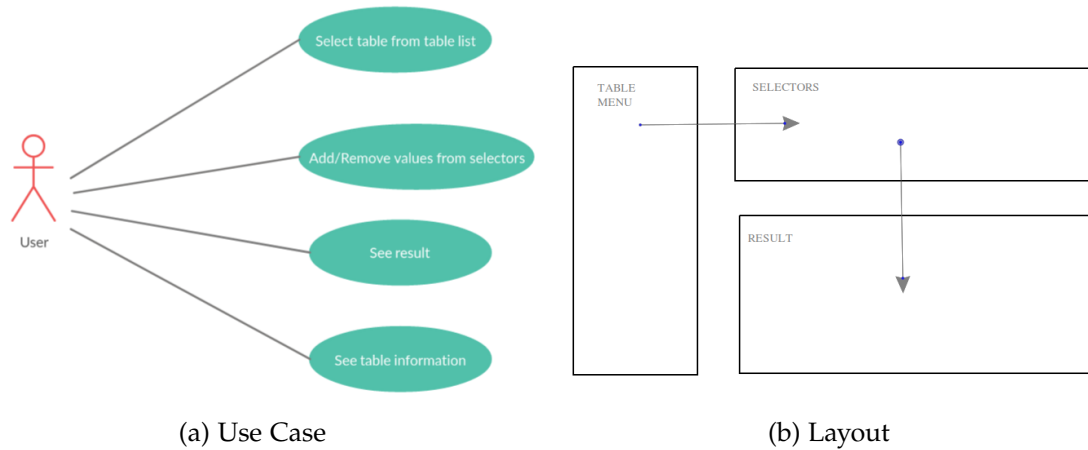 Select table from table list
Add/Remove values from selectors
See result
See table information
User
(a) Use Case
TABLE
MENU
SELECTORS
RESULT
(b) Layout